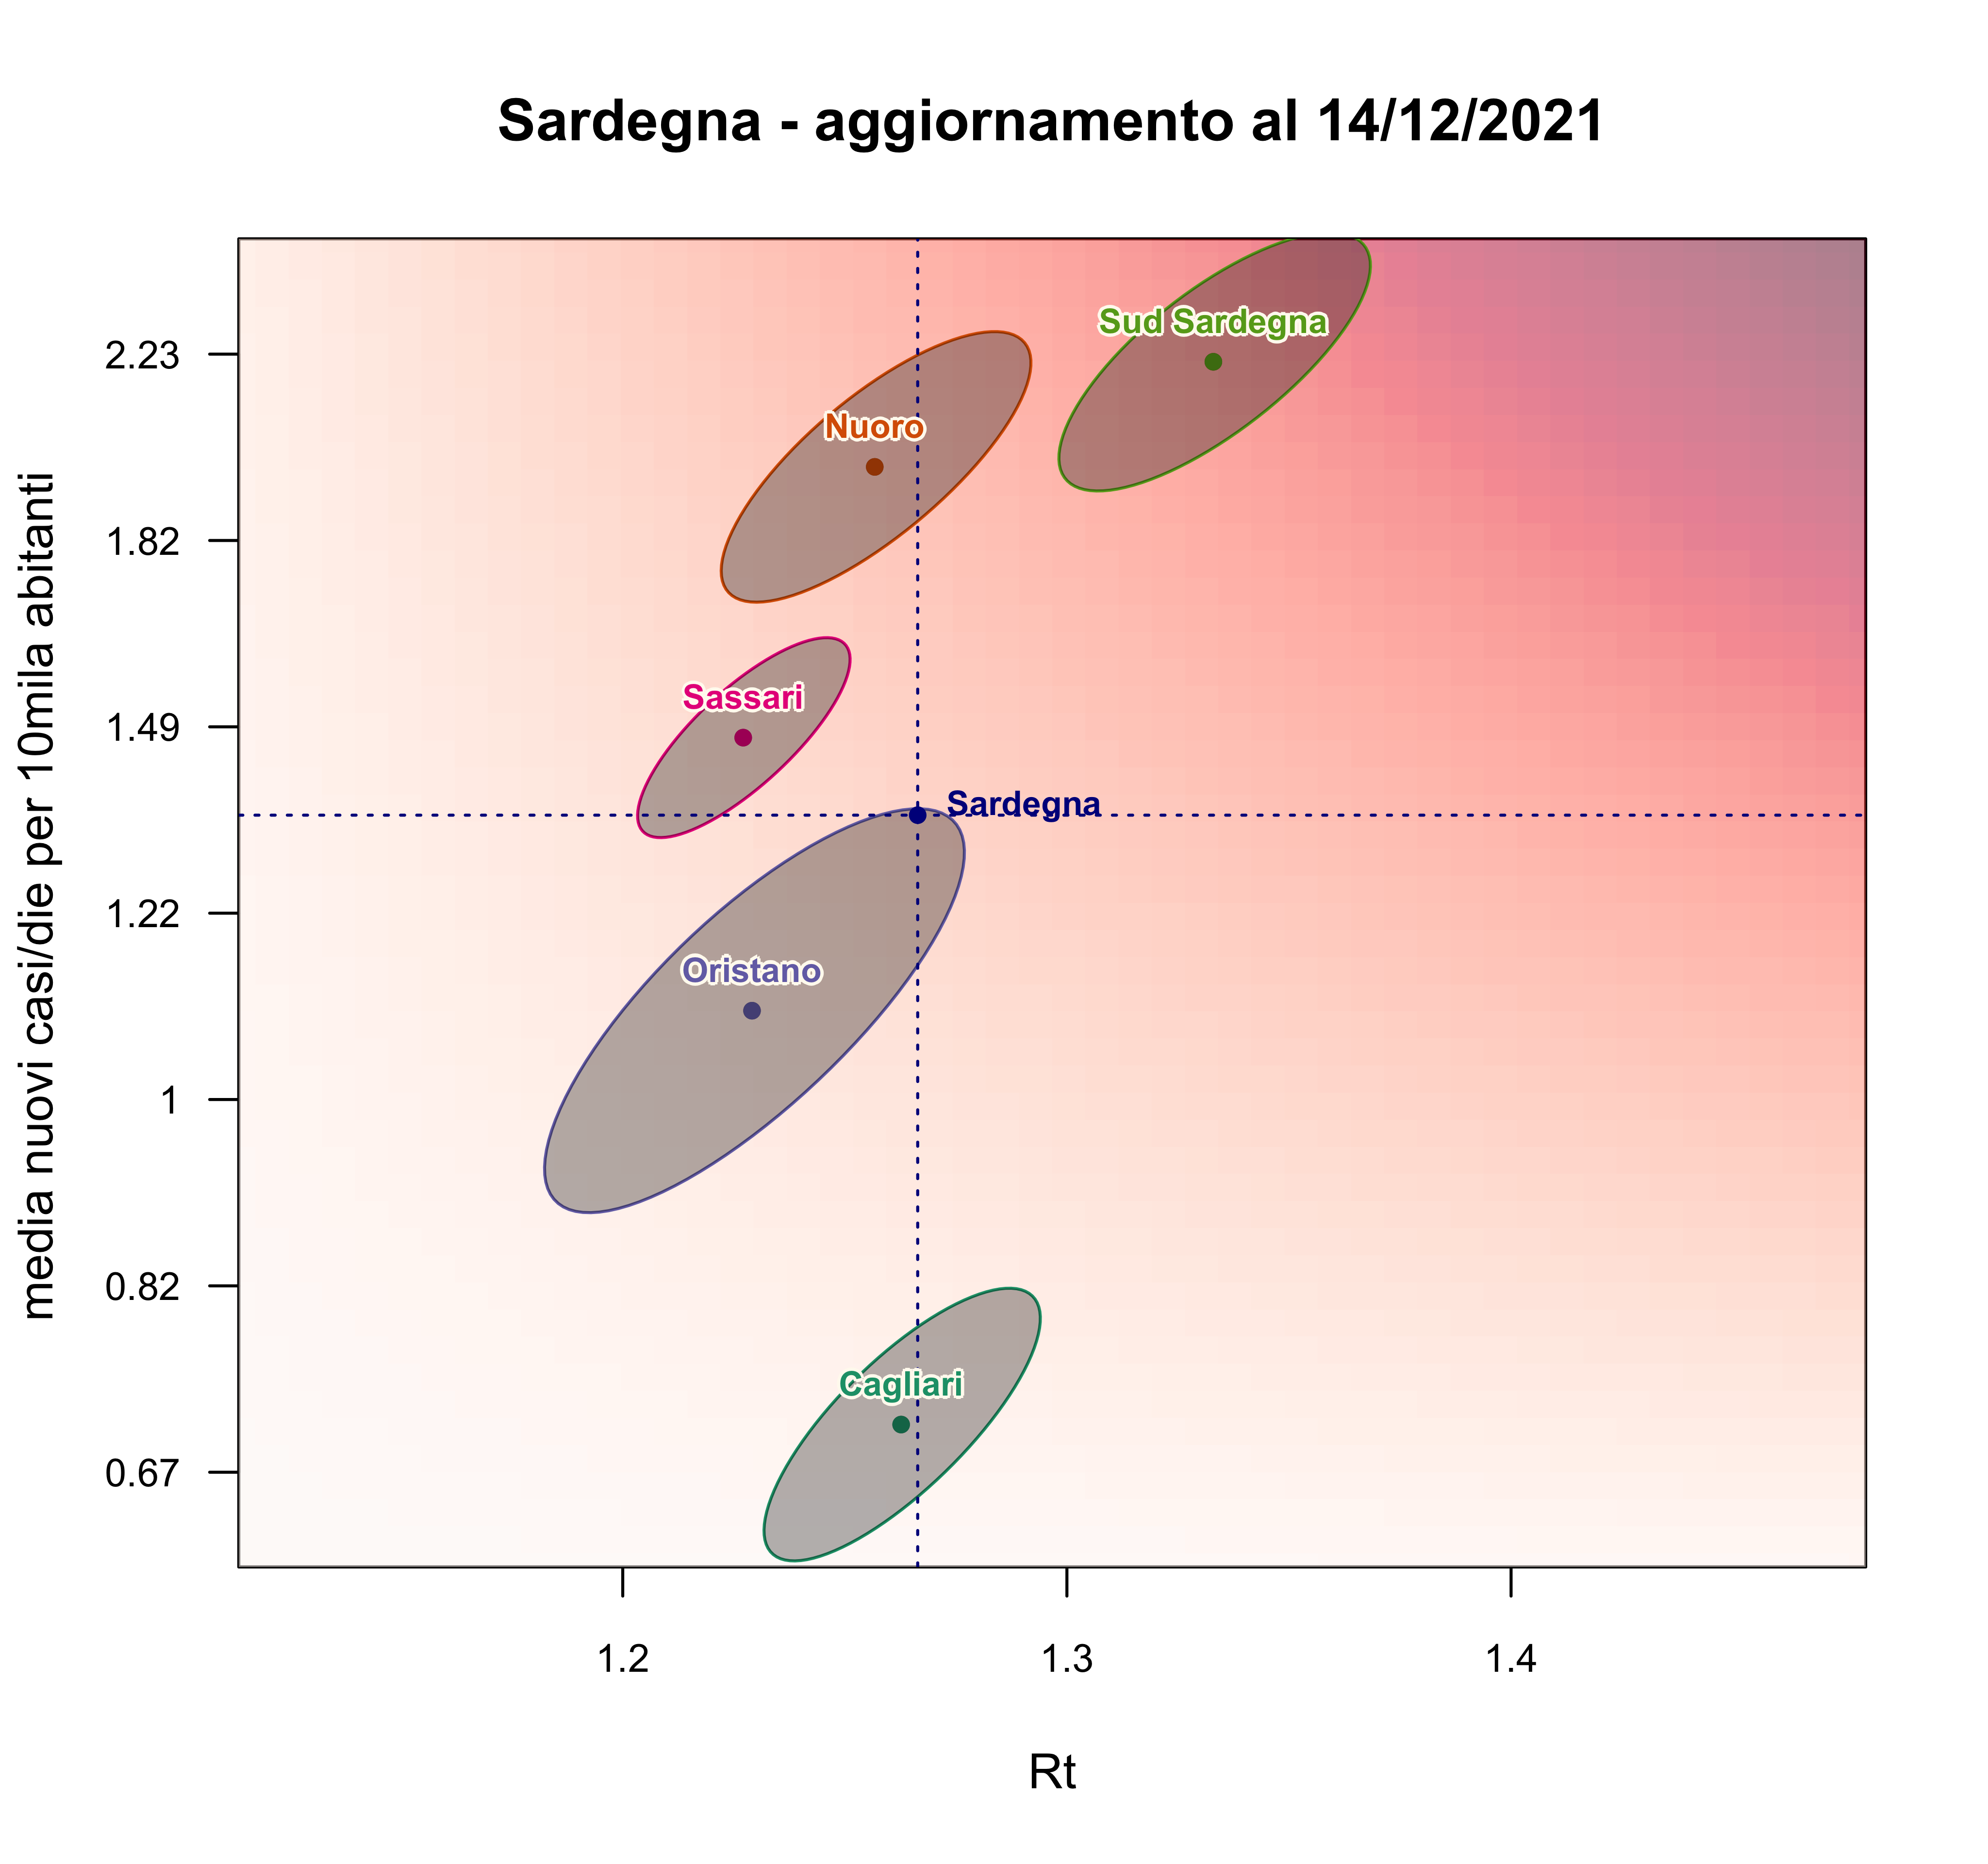 Sardegna - aggiornamento al 14/12/2021
media nuovi casi/die per 10mila abitanti
2.23
1.82
1.49
1.22
1
0.82
0.67
Sud Sardegna
Nuoro
Sassari
Sardegna
Oristano
Cagliari
1.2
1.3
1.4
Rt